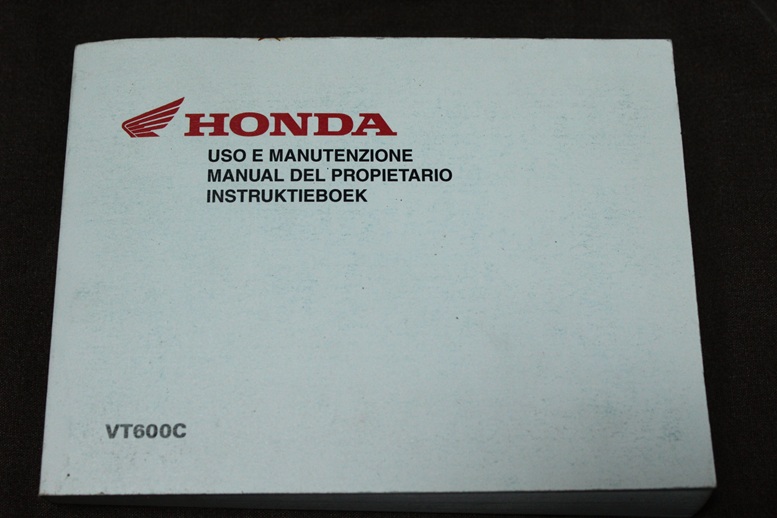 HONDA
USO E MANUTENZIONE
MANUAL DEL PROPIETARIO
INSTRUKTIEBOEK
VT600C